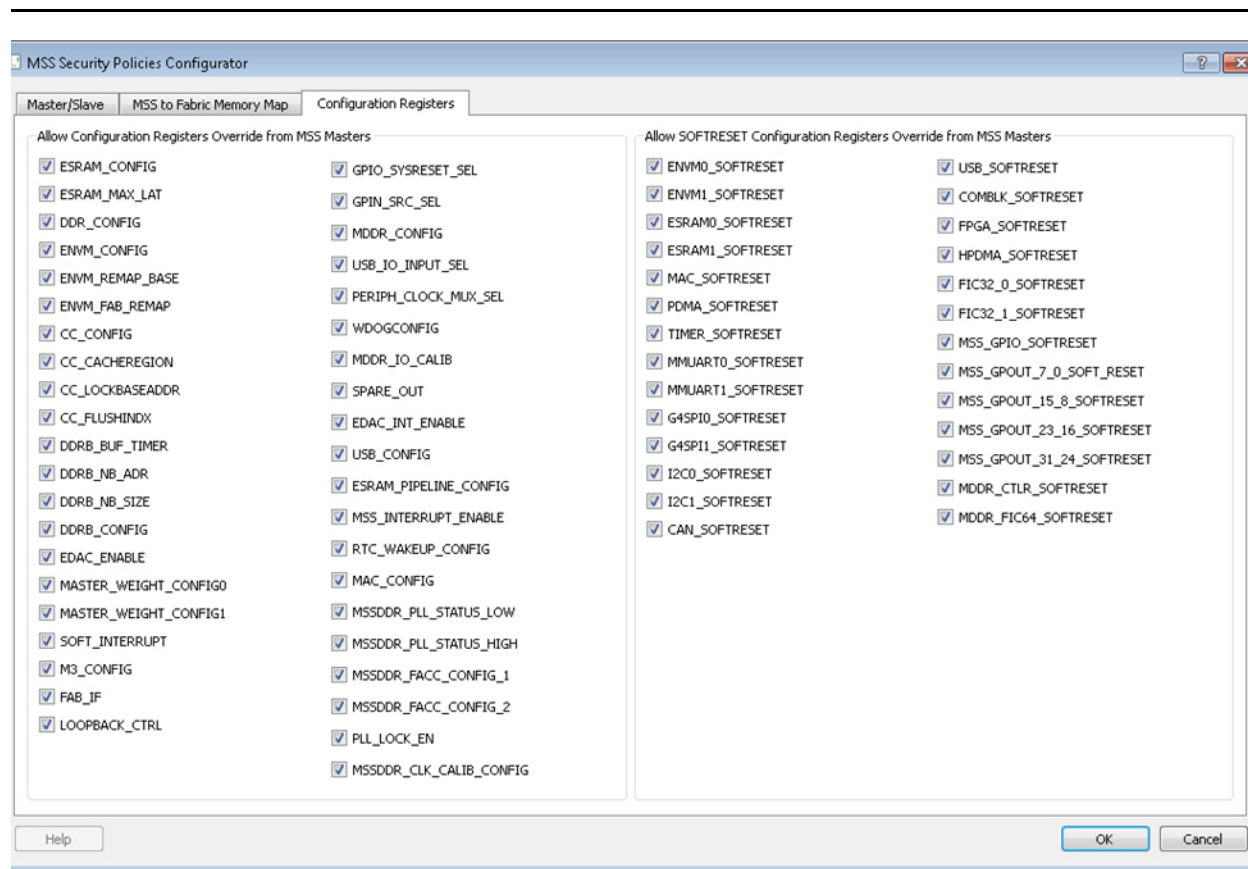 MSS Security Policies Configurator
Master/Slave
MSS to Fabric Memory Map
Configuration Registers
Allow Configuration Registers Override from MSS Masters
ESRAM_CONFIG
ESRAM_MAX_LAT
DDR_CONFIG
ENVM_CONFIG
ENVM_REMAP_BASE
ENVM_FAB_REMAP
CC_CONFIG
CC_CACHEREGION
CC_LOCKBASEADDR
CC_FLUSHINDX
DDRB_BUF_TIMER
DDRB_NB_ADR
DDRB_NB_SIZE
DDRB_CONFIG
EDAC_ENABLE
MASTER_WEIGHT_CONFIG0
MASTER_WEIGHT_CONFIG1
SOFT_INTERRUPT
M3_CONFIG
FAB_IF
LOOPBACK_CTRL
GPIO_SYSRESET_SEL
GPIN_SRC_SEL
MDDR_CONFIG
USB_IO_INPUT_SEL
PERIPH_CLOCK_MUX_SEL
WDOGCONFIG
MDDR_IO_CALIB
SPARE_OUT
EDAC_INT_ENABLE
USB_CONFIG
ESRAM_PIPELINE_CONFIG
MSS_INTERRUPT_ENABLE
RTC_WAKEUP_CONFIG
MAC_CONFIG
MSSDDR_PLL_STATUS_LOW
MSSDDR_PLL_STATUS_HIGH
MSSDDR_FACC_CONFIG_1
MSSDDR_FACC_CONFIG_2
PLL_LOCK_EN
MSSDDR_CLK_CALIB_CONFIG
Allow SOFTRESET Configuration Registers Override from MSS Masters
ENVM0_SOFTRESET
ENVM1_SOFTRESET
ESRAM0_SOFTRESET
ESRAM1_SOFTRESET
MAC_SOFTRESET
PDMA_SOFTRESET
TIMER_SOFTRESET
MMUART0_SOFTRESET
MMUART1_SOFTRESET
G4SPI0_SOFTRESET
G4SPI1_SOFTRESET
I2C0_SOFTRESET
I2C1_SOFTRESET
CAN_SOFTRESET
USB_SOFTRESET
COMBLK_SOFTRESET
FPGA_SOFTRESET
HPDMA_SOFTRESET
FIC32_0_SOFTRESET
FIC32_1_SOFTRESET
MSS_GPIO_SOFTRESET
MSS_GPOUT_7_0_SOFT_RESET
MSS_GPOUT_15_8_SOFTRESET
MSS_GPOUT_23_16_SOFTRESET
MSS_GPOUT_31_24_SOFTRESET
MDDR_CTLR_SOFTRESET
MDDR_FIC64_SOFTRESET
Help
OK
Cancel